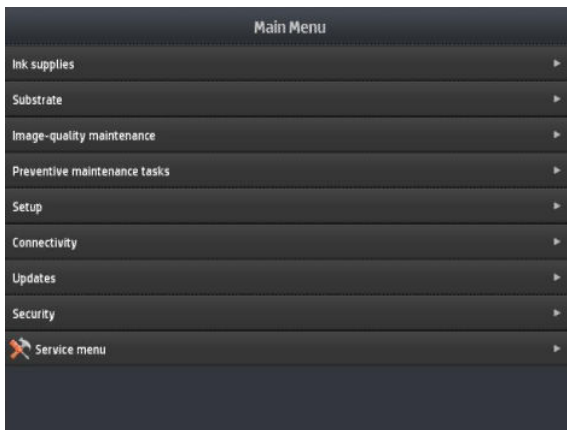 Main Menu
Ink supplies
Substrate
Image-quality maintenance
Preventive maintenance tasks
Setup
Connectivity
Updates
Security
Service menu